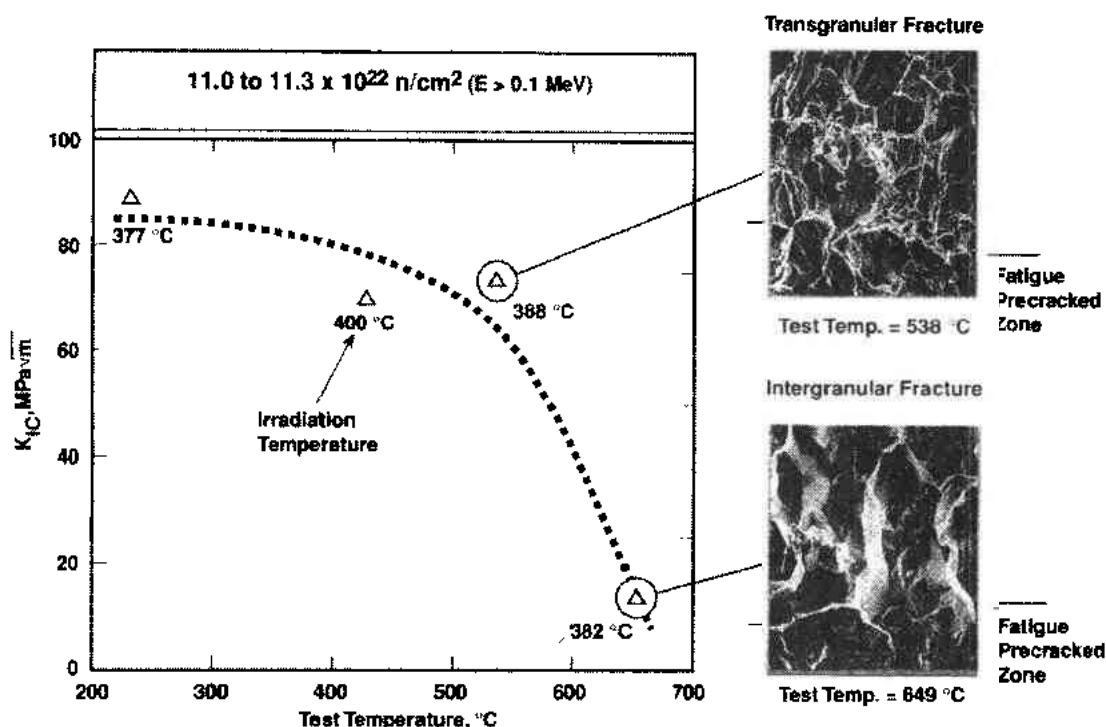 Transgranular Fracture
11.0 to 11.3 x 10²² n/cm² (E > 0.1 MeV)
100
80
60
40
20
0
K_IC, MPa√m
377 °C
400 °C
388 °C
382 °C
Irradiation
Temperature
200
300
400
500
600
700
Test Temperature, °C
Fatigue
Precracked
Zone
Test Temp. = 538 °C
Intergranular Fracture
Fatigue
Precracked
Zone
Test Temp. = 649 °C